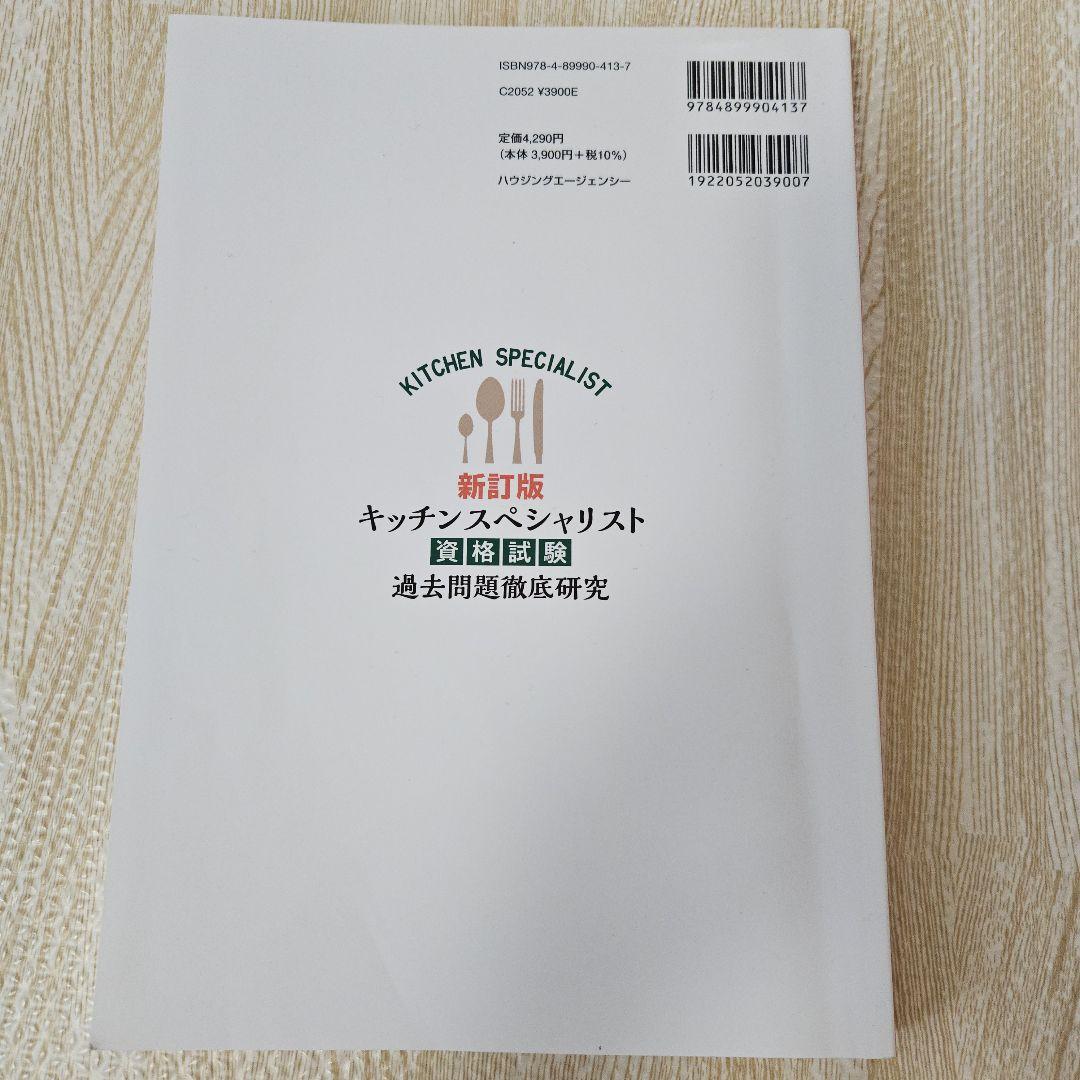 ISBN978-4-89990-413-7
C2052 ¥3900E
9784899904137
定価4,290円
（本体 3,900円＋税10％）
ハウジングエージェンシー
1922052039007
KITCHEN SPECIALIST
新訂版
キッチンスペシャリスト
資格試験
過去問題徹底研究